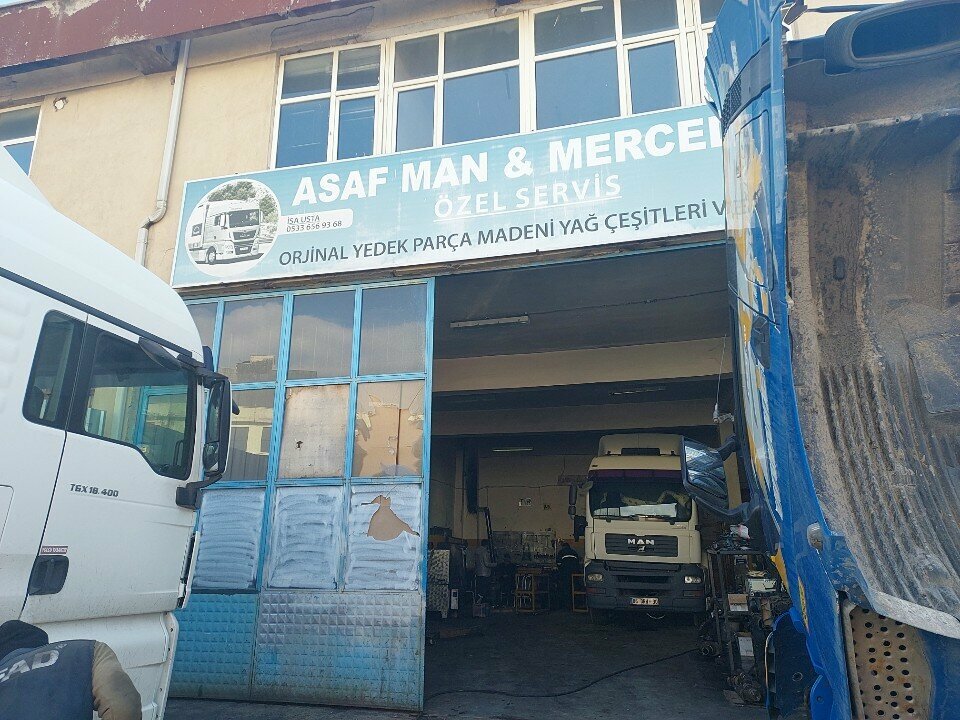 ASAF MAN & MERCED
ÖZEL SERVİS
İSA USTA
0533 656 93 68
ORJİNAL YEDEK PARÇA MADENİ YAĞ ÇEŞİTLERİ V
TGX 18.400
MAN